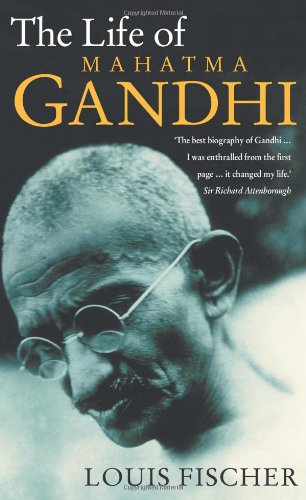 The Life of
MAHATMA
GANDHI
‘The best biography of Gandhi ...
I was enthralled from the first
page ... it changed my life.’
Sir Richard Attenborough
LOUIS FISCHER